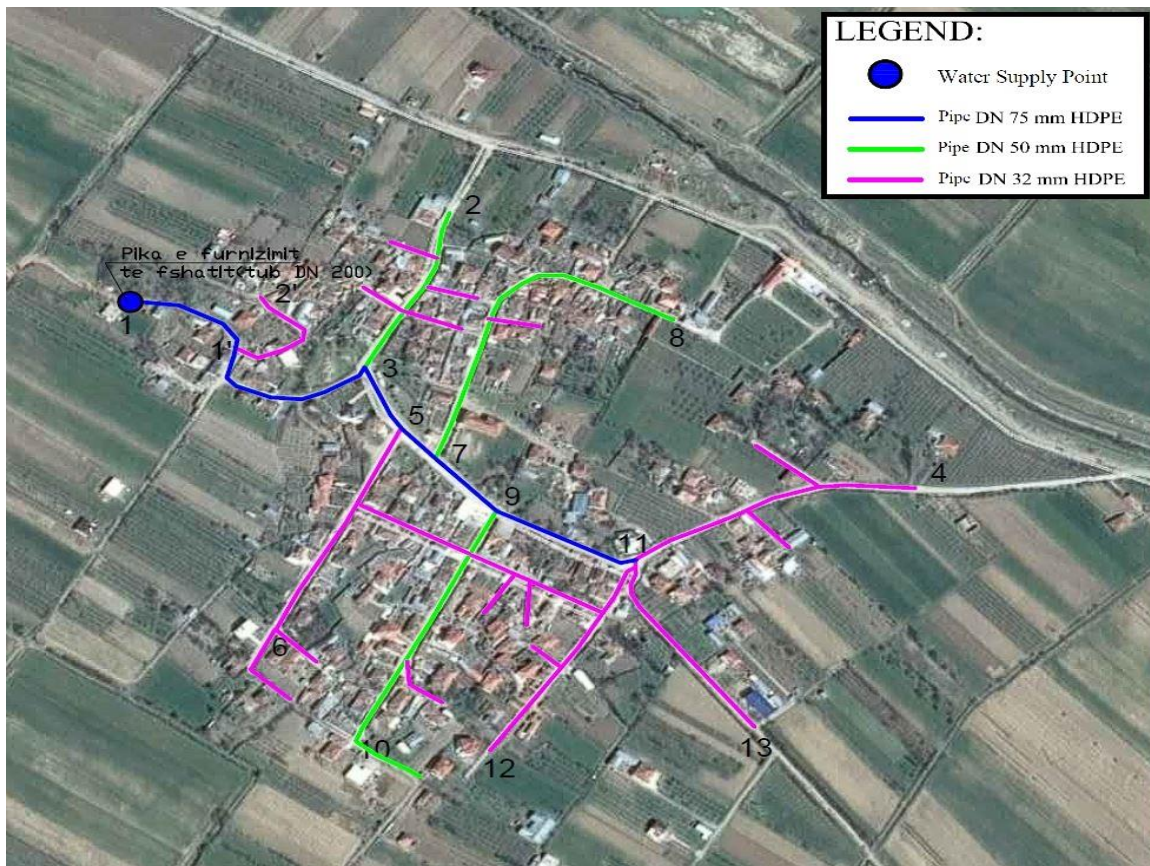 LEGEND:
Water Supply Point
Pipe DN 75 mm HDPE
Pipe DN 50 mm HDPE
Pipe DN 32 mm HDPE
2
Pika e furnizimit
te fshatit(tub DN 200)
2'
1
1'
8
3
5
7
4
9
11
6
10
12
13